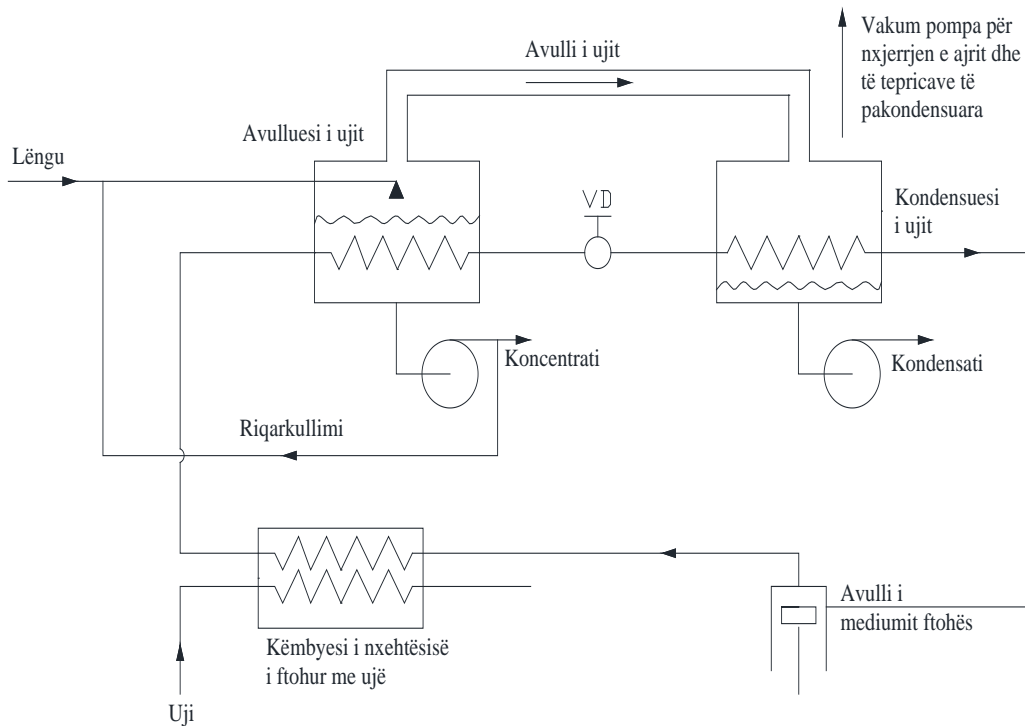 Vakum pompa për
nxjerrjen e ajrit dhe
të tepricave të
pakondensuara
Avulli i ujit
Avulluesi i ujit
Lëngu
VD
Kondensuesi
i ujit
Koncentrati
Kondensati
Riqarkullimi
Avulli i
mediumit ftohës
Këmbyesi i nxehtësisë
i ftohur me ujë
Uji